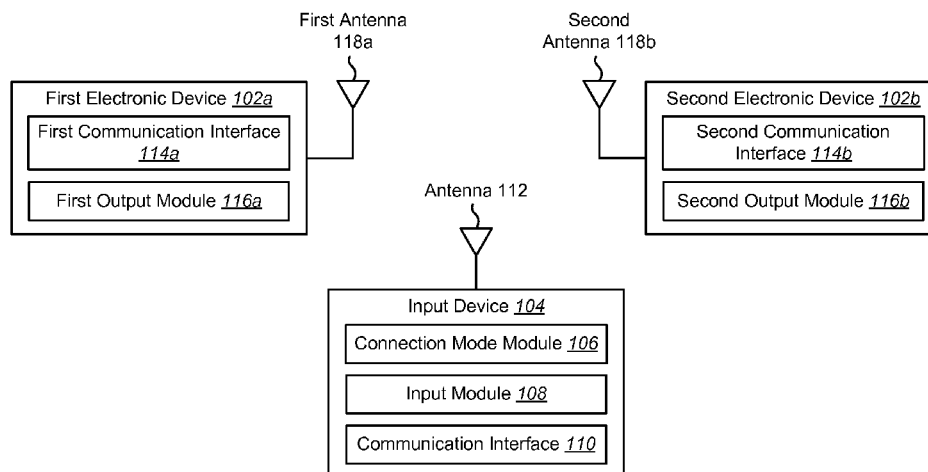 First Antenna
118a
Second
Antenna 118b
First Electronic Device 102a
First Communication Interface
114a
First Output Module 116a
Second Electronic Device 102b
Second Communication
Interface 114b
Second Output Module 116b
Antenna 112
Input Device 104
Connection Mode Module 106
Input Module 108
Communication Interface 110